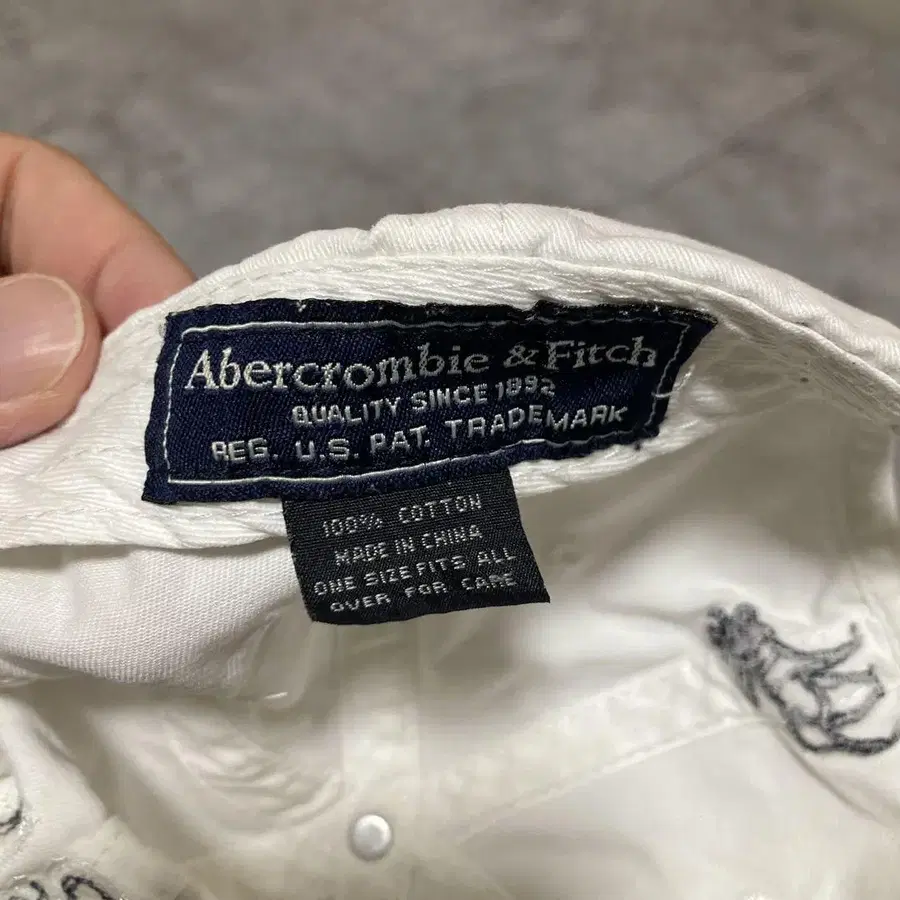 Abercrombie & Fitch
QUALITY SINCE 1892
REG. U.S. PAT. TRADEMARK
100% COTTON
MADE IN CHINA
ONE SIZE FITS ALL
OVER FOR CARE